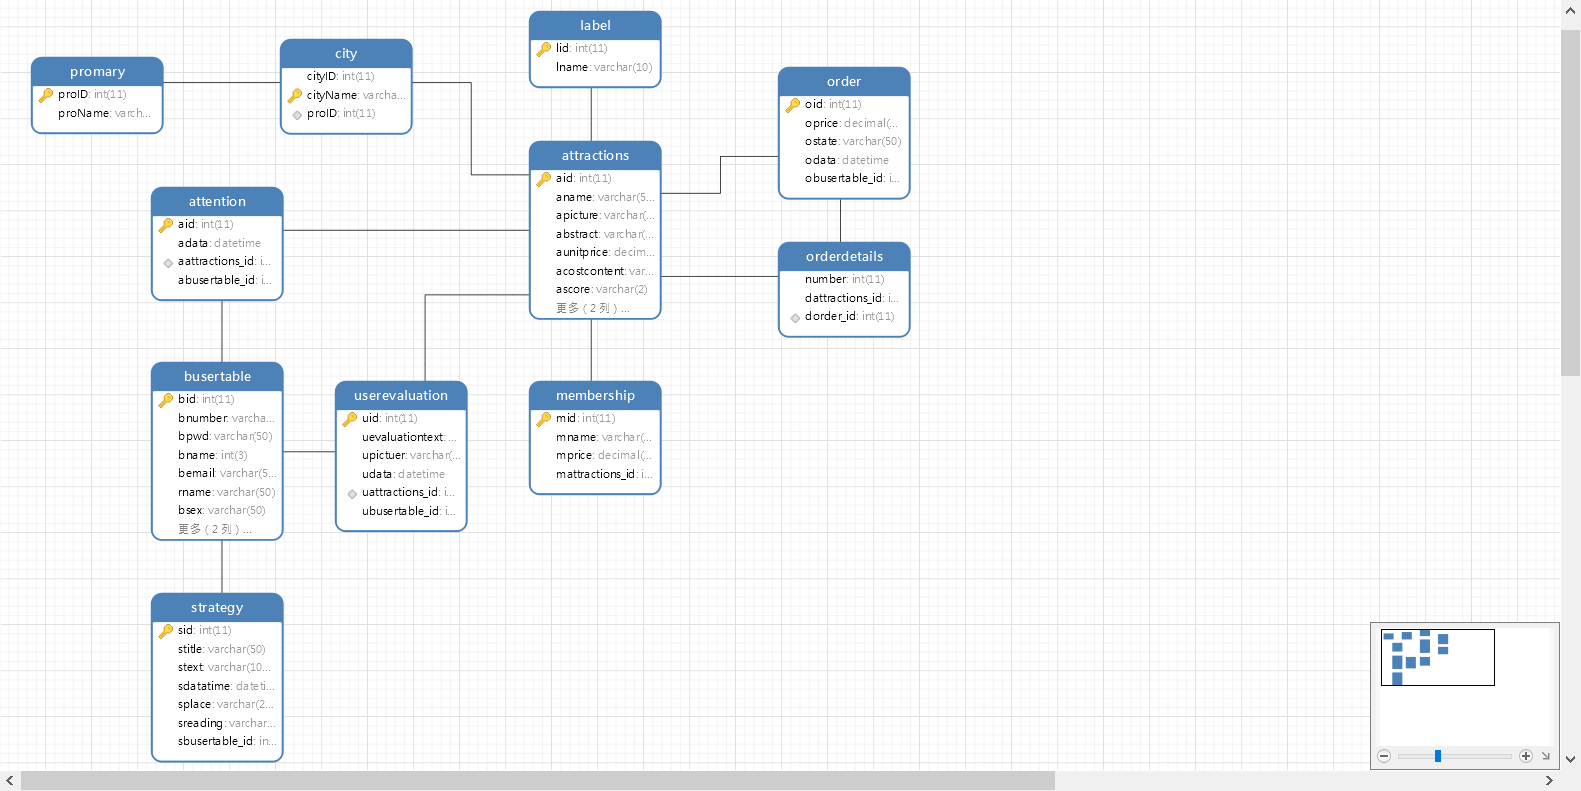 label
lid: int(11)
lname: varchar(10)
city
cityID: int(11)
cityName: varcha...
proID: int(11)
promary
proID: int(11)
proName: varch...
order
oid: int(11)
oprice: decimal(...
ostate: varchar(50)
odata: datetime
obusertable_id: i...
attractions
aid: int(11)
aname: varchar(5...
apicture: varchar(...
abstract: varchar(...
aunitprice: decim...
acostcontent: var...
ascore: varchar(2)
更多 ( 2 列 ) ...
attention
aid: int(11)
adata: datetime
aattractions_id: i...
abusertable_id: i...
orderdetails
number: int(11)
dattractions_id: i...
dorder_id: int(11)
busertable
bid: int(11)
bnumber: varcha...
bpwd: varchar(50)
bname: int(3)
bemail: varchar(5...
rname: varchar(50)
bsex: varchar(50)
更多 ( 2 列 ) ...
userevaluation
uid: int(11)
uevaluationtext: ...
upictuer: varchar(...
udata: datetime
uattractions_id: i...
ubusertable_id: i...
membership
mid: int(11)
mname: varchar(...
mprice: decimal(...
mattractions_id: i...
strategy
sid: int(11)
stitle: varchar(50)
stext: varchar(10...
sdatatime: dateti...
splace: varchar(2...
sreading: varchar...
sbusertable_id: in...